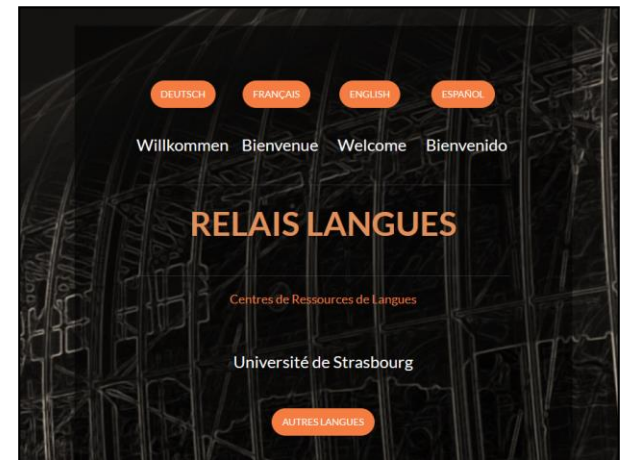 DEUTSCH FRANÇAIS ENGLISH ESPAÑOL
Willkommen Bienvenue Welcome Bienvenido
RELAIS LANGUES
Centres de Ressources de Langues
Université de Strasbourg
AUTRES LANGUES